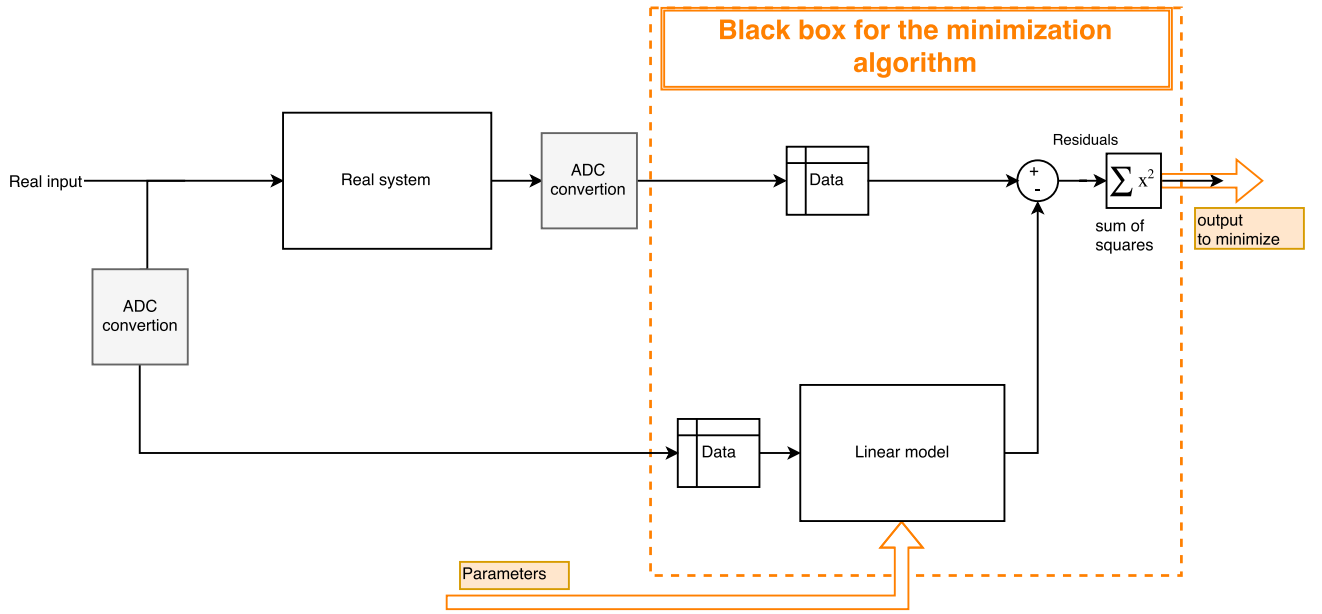 Black box for the minimization
algorithm
Residuals
Real input
Real system
ADC
convertion
Data
+
-
∑ x²
output
to minimize
sum of
squares
ADC
convertion
Data
Linear model
Parameters